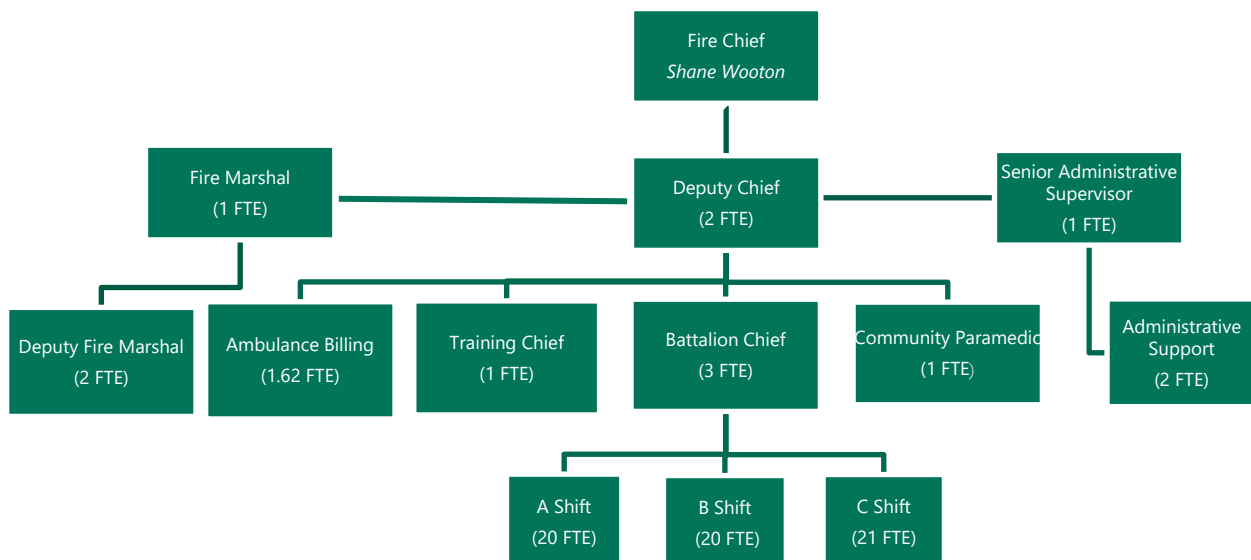 Fire Chief
Shane Wooton
Fire Marshal
(1 FTE)
Deputy Chief
(2 FTE)
Senior Administrative
Supervisor
(1 FTE)
Deputy Fire Marshal
(2 FTE)
Ambulance Billing
(1.62 FTE)
Training Chief
(1 FTE)
Battalion Chief
(3 FTE)
Community Paramedic
(1 FTE)
Administrative
Support
(2 FTE)
A Shift
(20 FTE)
B Shift
(20 FTE)
C Shift
(21 FTE)